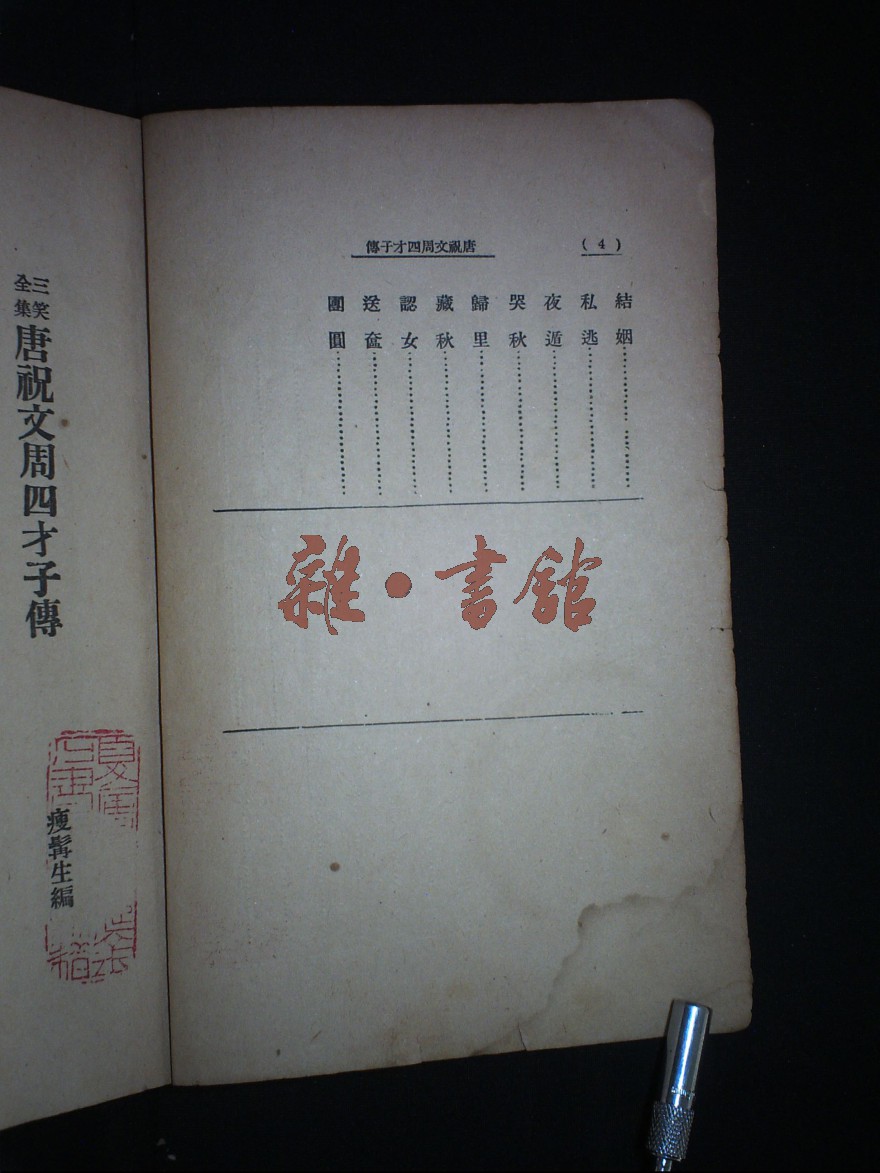 (4)
唐祝文周四才子傳
結姻
私逃
夜遁
哭秋
歸里
藏秋
認女
送奩
團圓
雜·書館
三笑全集
唐祝文周四才子傳
瘦髯生編